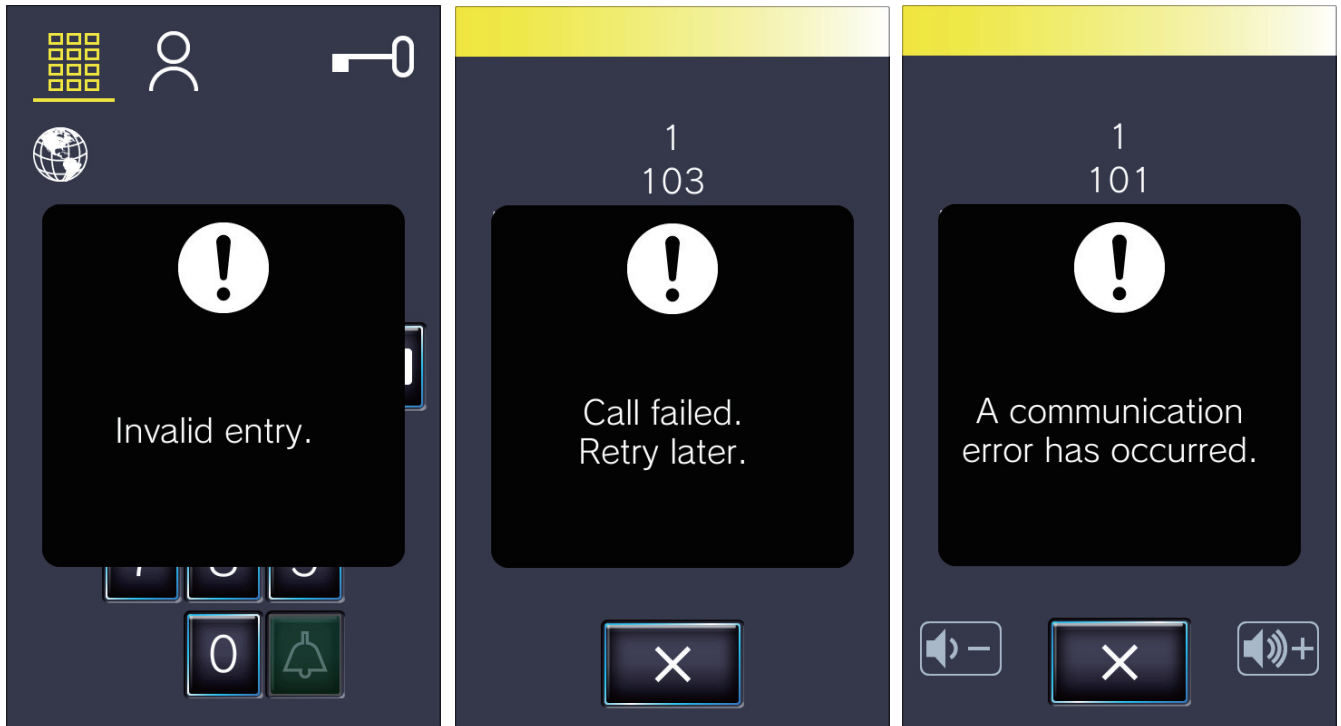 Invalid entry.
0
1
103
Call failed.
Retry later.
1
101
A communication
error has occurred.